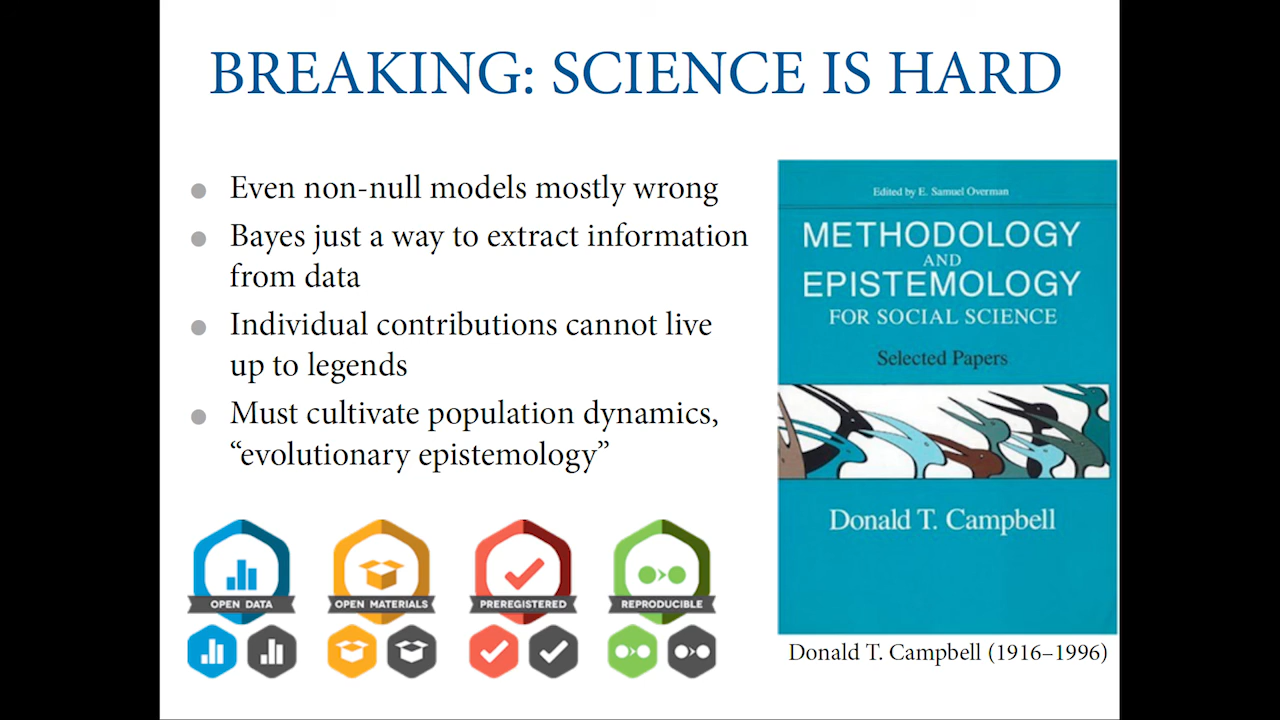 BREAKING: SCIENCE IS HARD
Even non-null models mostly wrong
Bayes just a way to extract information
from data
Individual contributions cannot live
up to legends
Must cultivate population dynamics,
“evolutionary epistemology”
OPEN DATA
OPEN MATERIALS
PREREGISTERED
REPRODUCIBLE
Edited by E. Samuel Overman
METHODOLOGY
AND
EPISTEMOLOGY
FOR SOCIAL SCIENCE
Selected Papers
Donald T. Campbell
Donald T. Campbell (1916–1996)